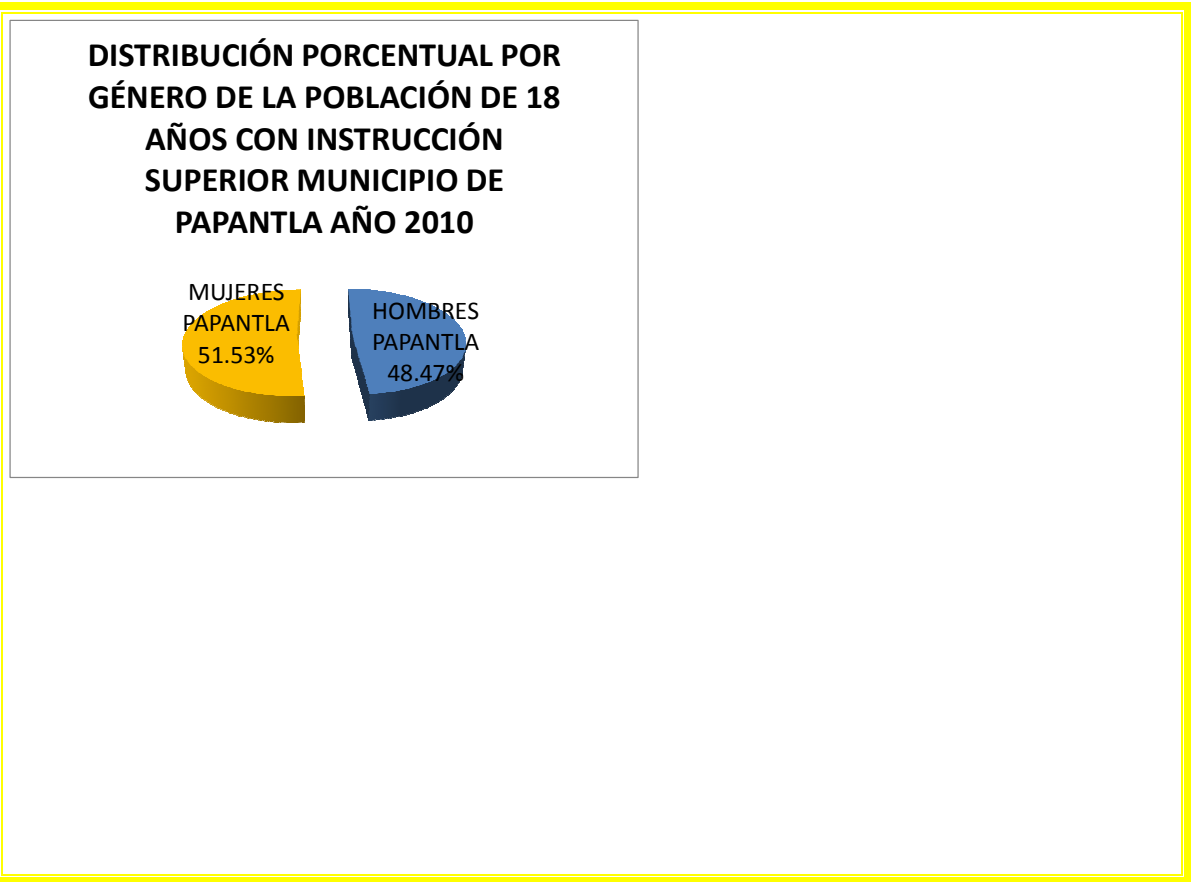 DISTRIBUCIÓN PORCENTUAL POR
GÉNERO DE LA POBLACIÓN DE 18
AÑOS CON INSTRUCCIÓN
SUPERIOR MUNICIPIO DE
PAPANTLA AÑO 2010
MUJERES
PAPANTLA
51.53%
HOMBRES
PAPANTLA
48.47%